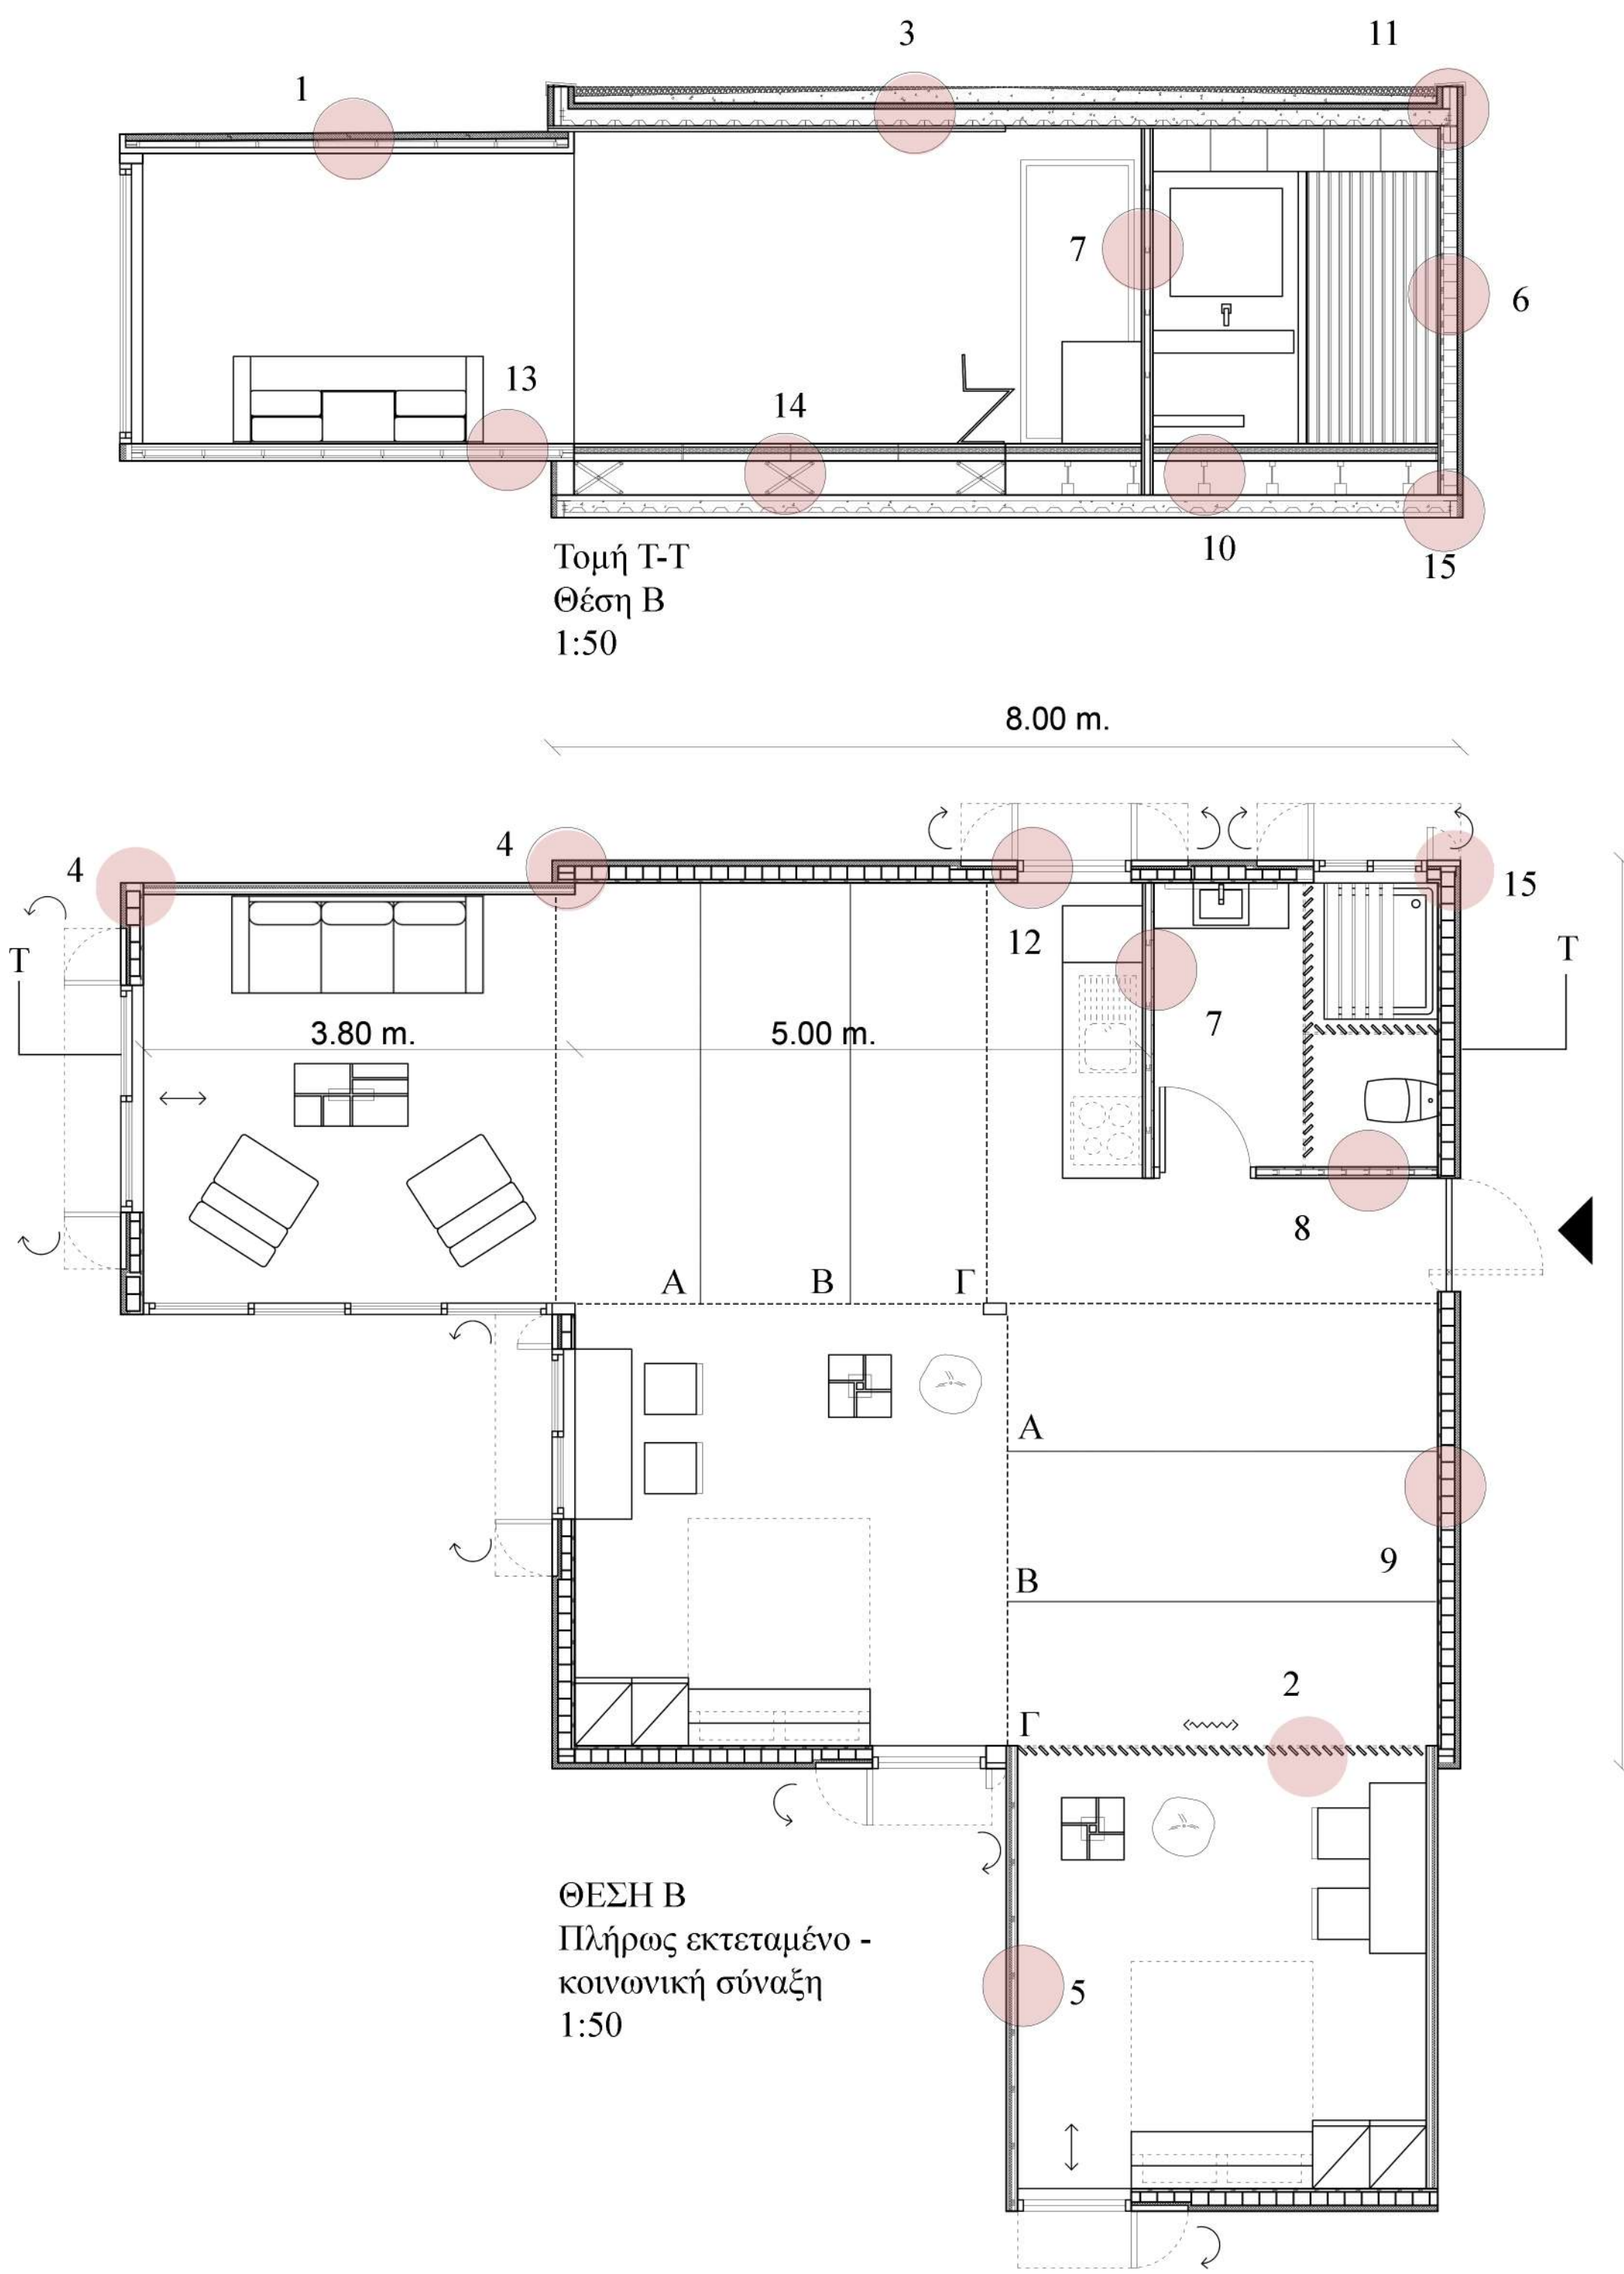 3
11
1
7
6
13
14
10
15
Τομή Τ-Τ
Θέση Β
1:50
8.00 m.
4
4
15
12
Τ
Τ
7
3.80 m.
5.00 m.
8
Α
Β
Γ
Α
9
Β
2
Γ
ΘΕΣΗ Β
Πλήρως εκτεταμένο -
κοινωνική σύναξη
1:50
5